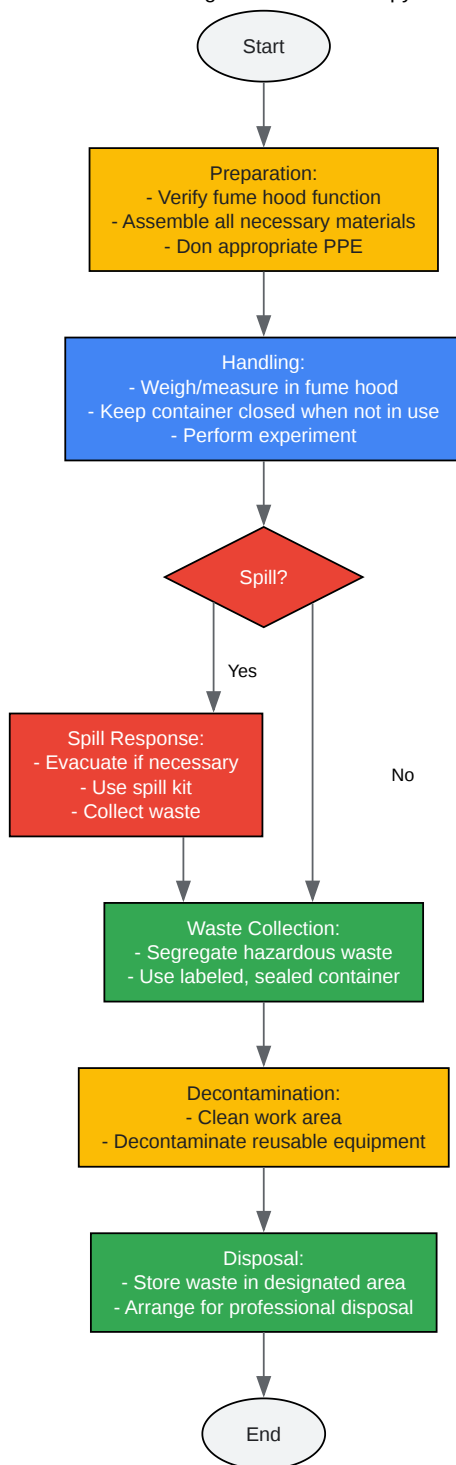 Start
Preparation:
- Verify fume hood function
- Assemble all necessary materials
- Don appropriate PPE
Handling:
- Weigh/measure in fume hood
- Keep container closed when not in use
- Perform experiment
Spill?
Yes
Spill Response:
- Evacuate if necessary
- Use spill kit
- Collect waste
No
Waste Collection:
- Segregate hazardous waste
- Use labeled, sealed container
Decontamination:
- Clean work area
- Decontaminate reusable equipment
Disposal:
- Store waste in designated area
- Arrange for professional disposal
End